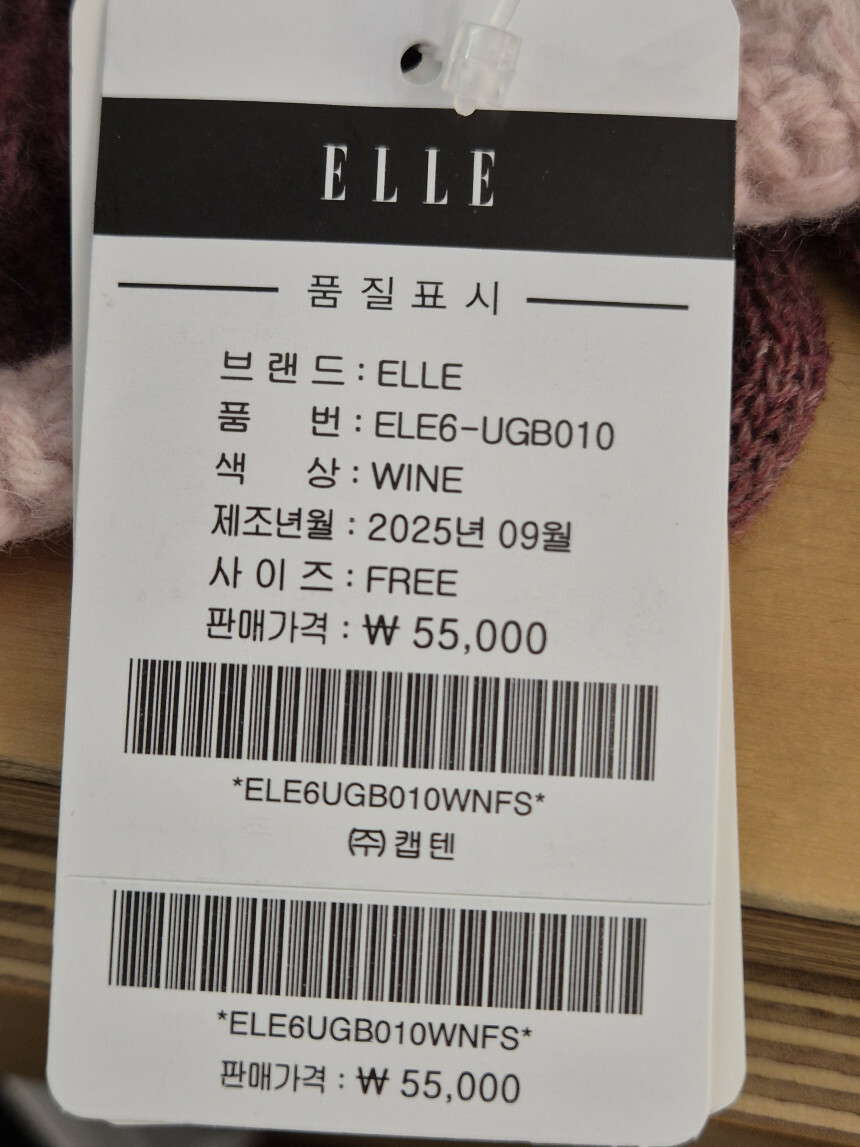 ELLE
품질표시
브랜드 : ELLE
품 번 : ELE6-UGB010
색 상 : WINE
제조년월 : 2025년 09월
사이즈 : FREE
판매가격 : ₩ 55,000
*ELE6UGB010WNFS*
㈜캡텐
*ELE6UGB010WNFS*
판매가격 : ₩ 55,000